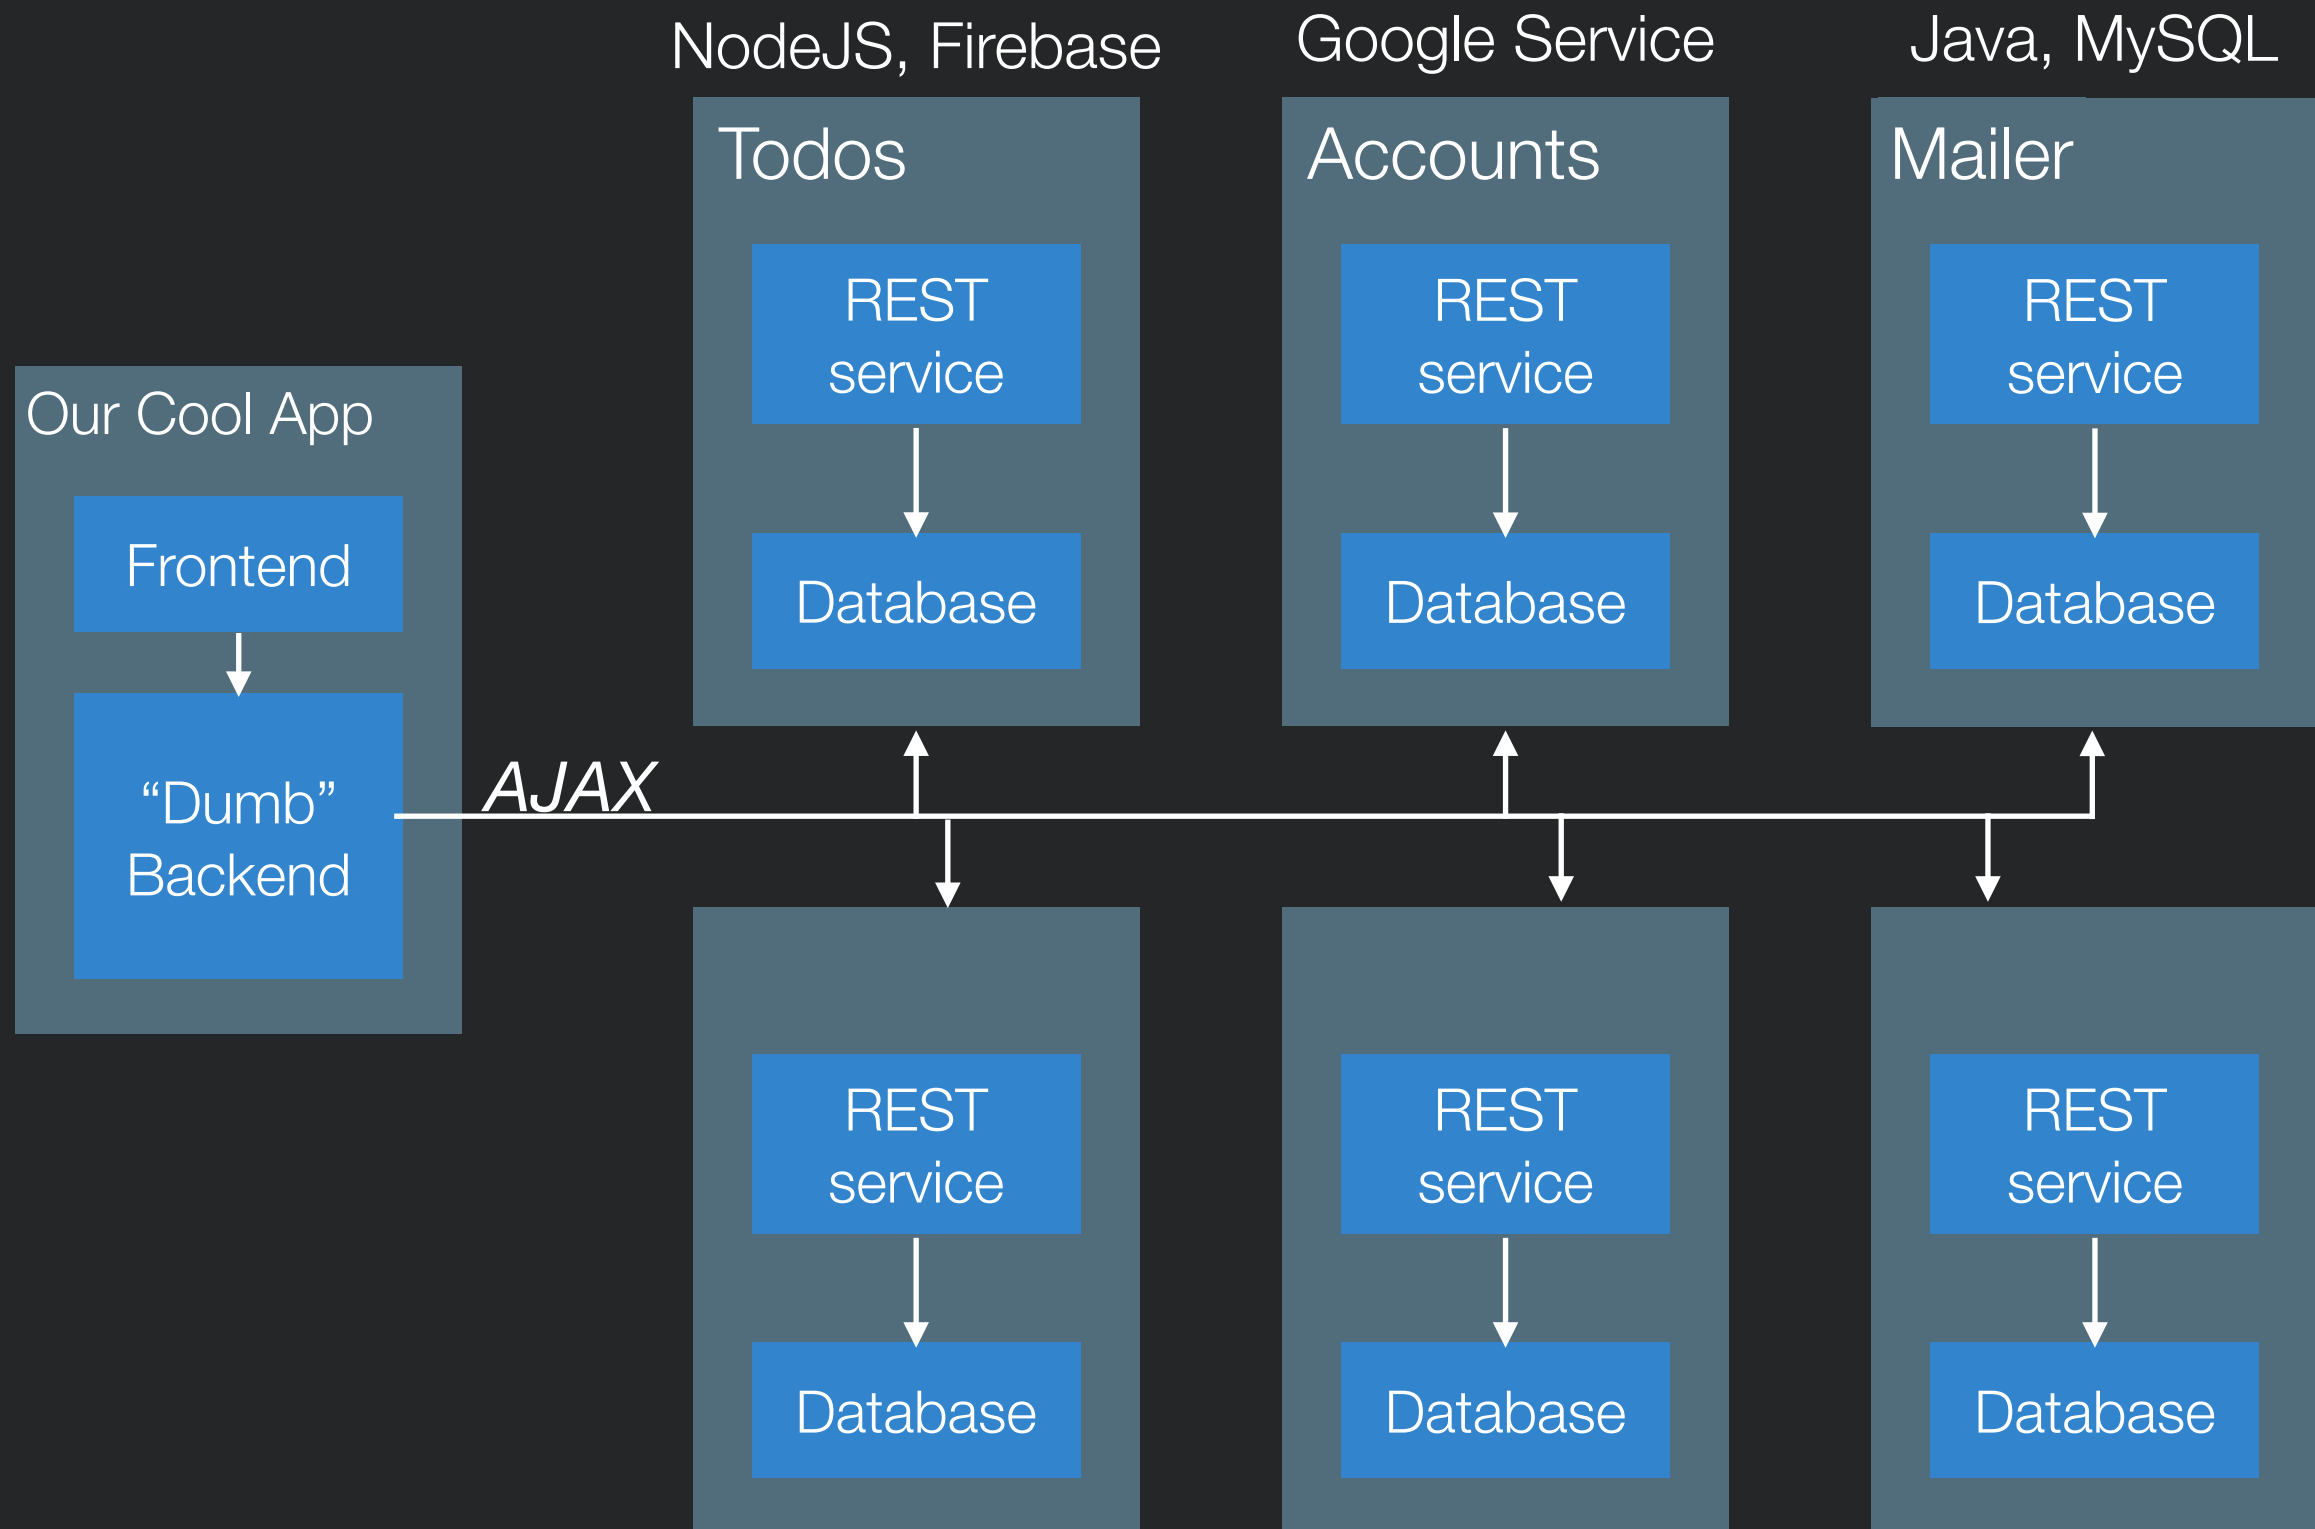 NodeJS, Firebase
Google Service
Java, MySQL
Todos
Accounts
Mailer
REST
service
REST
service
REST
service
Database
Database
Database
Our Cool App
Frontend
“Dumb”
Backend
AJAX
REST
service
REST
service
REST
service
Database
Database
Database